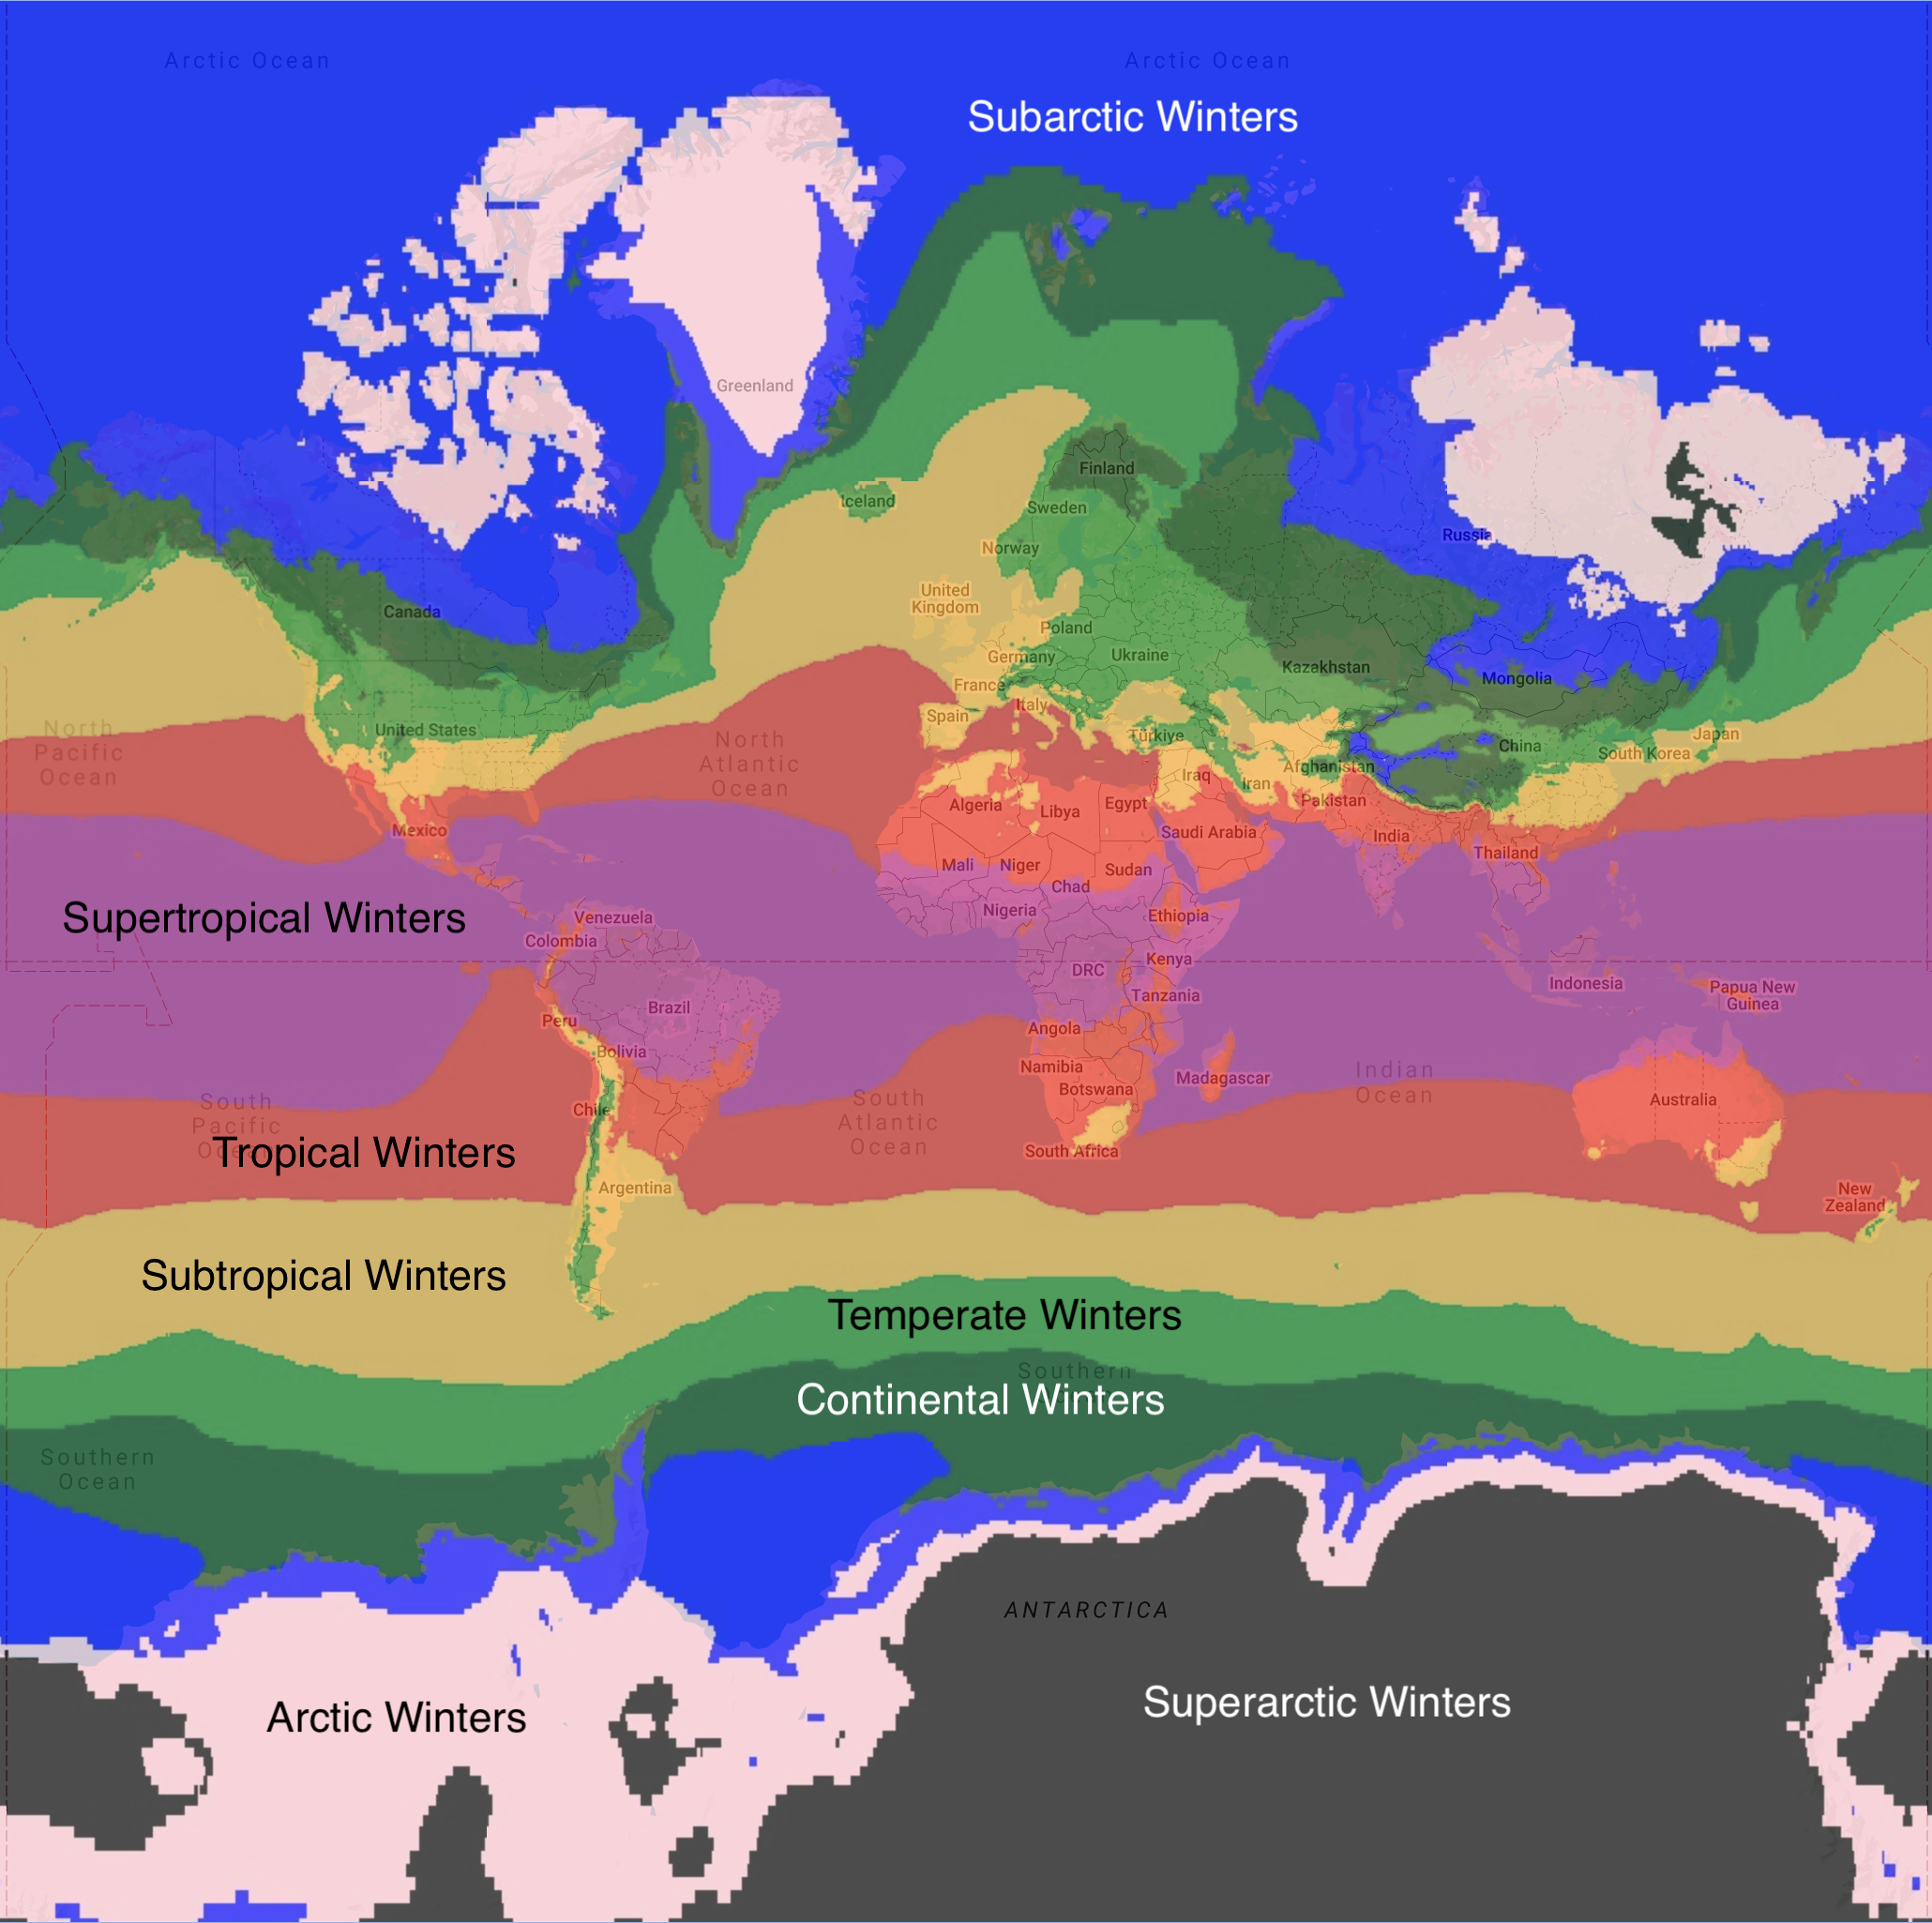 Arctic Ocean
Arctic Ocean
Subarctic Winters
Greenland
Finland
Iceland
Sweden
Russia
Norway
United
Kingdom
Canada
Poland
Germany
Ukraine
Kazakhstan
Mongolia
France
Italy
Spain
North
Pacific
Ocean
United States
Türkiye
Japan
China
South Korea
North
Atlantic
Ocean
Iraq
Iran
Afghanistan
Algeria
Libya
Egypt
Pakistan
Mexico
Saudi Arabia
India
Thailand
Mali
Niger
Sudan
Chad
Supertropical Winters
Venezuela
Nigeria
Ethiopia
Colombia
DRC
Kenya
Indonesia
Papua New
Guinea
Brazil
Tanzania
Peru
Angola
Bolivia
Namibia
Madagascar
Indian
Ocean
Botswana
Australia
Chile
South
Pacific
Ocean
South
Atlantic
Ocean
Tropical Winters
South Africa
Argentina
New
Zealand
Subtropical Winters
Temperate Winters
Southern
Continental Winters
Southern
Ocean
ANTARCTICA
Arctic Winters
Superarctic Winters